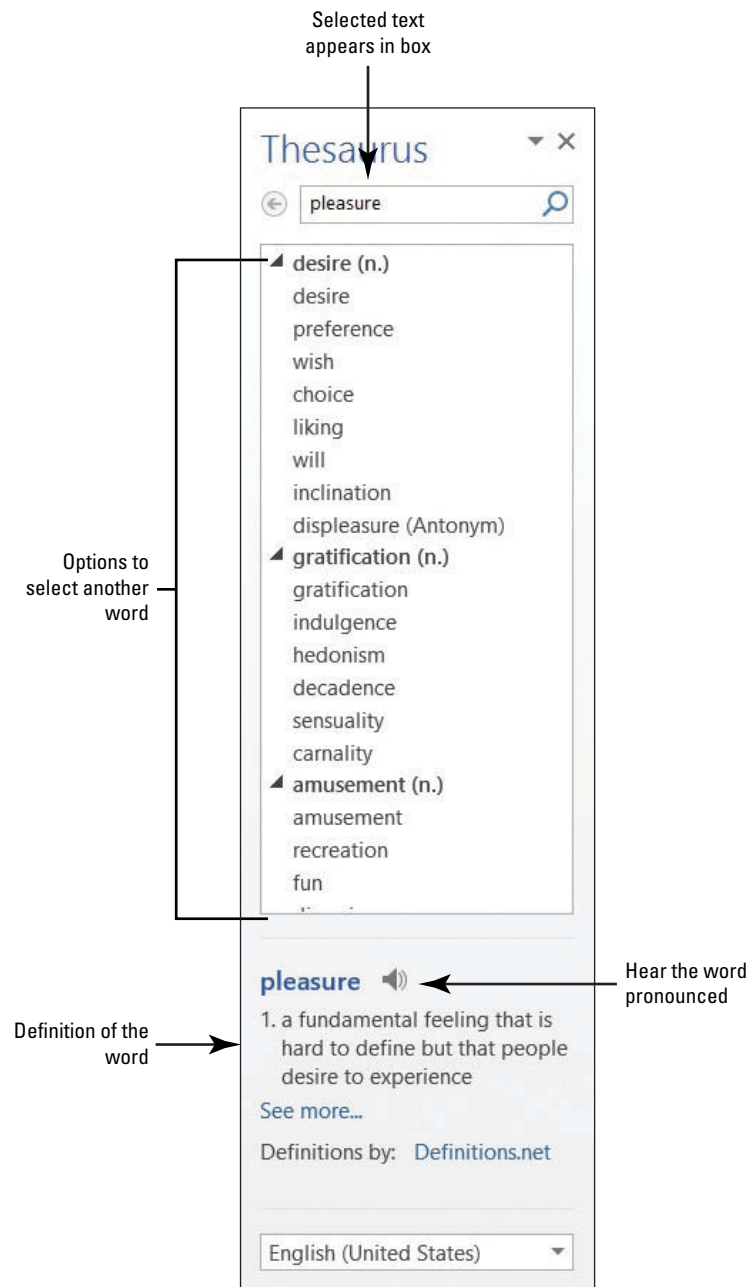 Selected text
appears in box
Thesaurus
pleasure
desire (n.)
desire
preference
wish
choice
liking
will
inclination
displeasure (Antonym)
gratification (n.)
gratification
indulgence
hedonism
decadence
sensuality
carnality
amusement (n.)
amusement
recreation
fun
Options to
select another
word
pleasure
Hear the word
pronounced
1. a fundamental feeling that is
hard to define but that people
desire to experience
Definition of the
word
See more...
Definitions by: Definitions.net
English (United States)